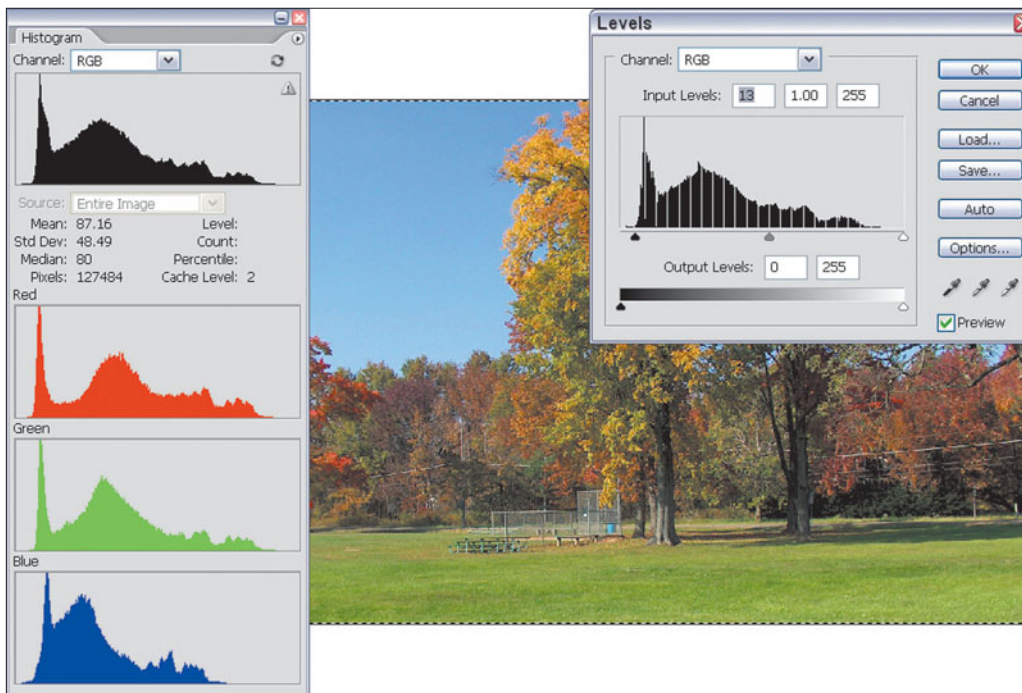 Histogram
Channel: RGB
Source: Entire Image
Mean: 87.16 Level:
Std Dev: 48.49 Count:
Median: 80 Percentile:
Pixels: 127484 Cache Level: 2
Red
Green
Blue
Levels
Channel: RGB
Input Levels: 13 1.00 255
Output Levels: 0 255
OK
Cancel
Load...
Save...
Auto
Options...
Preview